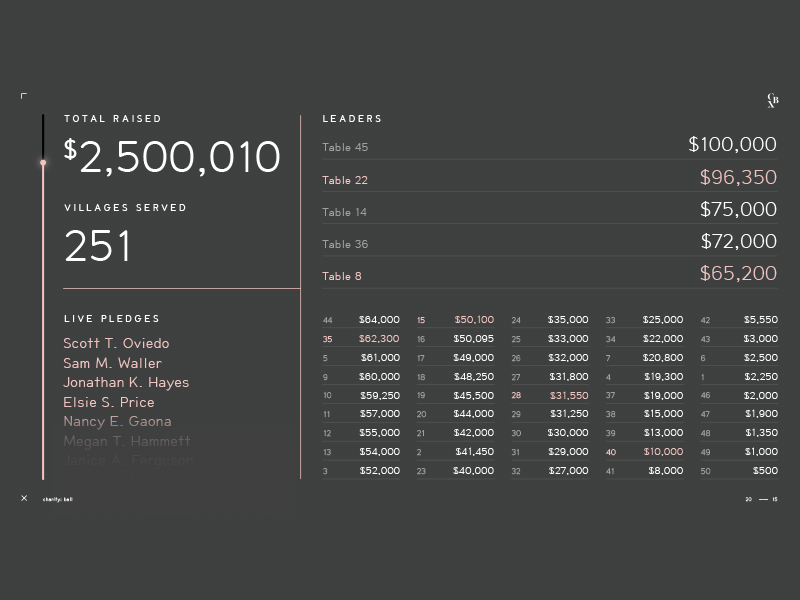 CBX
TOTAL RAISED
$2,500,010
VILLAGES SERVED
251
LIVE PLEDGES
Scott T. Oviedo
Sam M. Waller
Jonathan K. Hayes
Elsie S. Price
Nancy E. Gaona
Megan T. Hammett
Janice A. Ferguson
LEADERS
Table 45 $100,000
Table 22 $96,350
Table 14 $75,000
Table 36 $72,000
Table 8 $65,200
44 $64,000 15 $50,100 24 $35,000 33 $25,000 42 $5,550
35 $62,300 16 $50,095 25 $33,000 34 $22,000 43 $3,000
5 $61,000 17 $49,000 26 $32,000 7 $20,800 6 $2,500
9 $60,000 18 $48,250 27 $31,800 4 $19,300 1 $2,250
10 $59,250 19 $45,500 28 $31,550 37 $19,000 46 $2,000
11 $57,000 20 $44,000 29 $31,250 38 $15,000 47 $1,900
12 $55,000 21 $42,000 30 $30,000 39 $13,000 48 $1,350
13 $54,000 2 $41,450 31 $29,000 40 $10,000 49 $1,000
3 $52,000 23 $40,000 32 $27,000 41 $8,000 50 $500
charity: ball
20 — 15